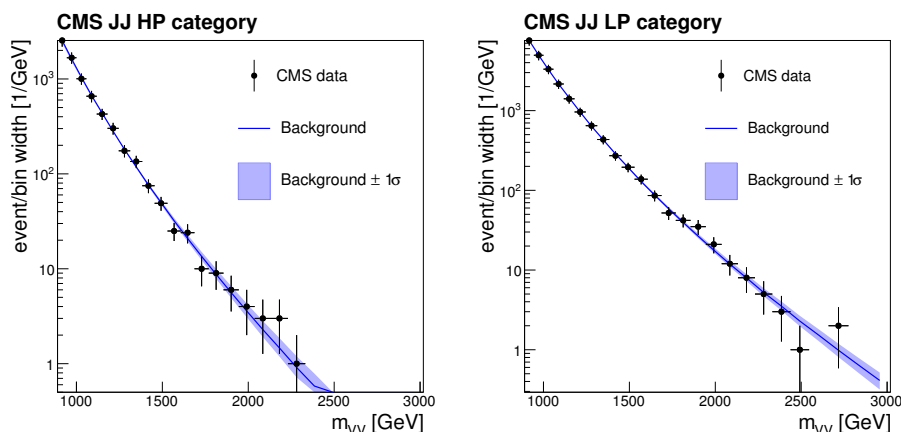 CMS JJ HP category
event/bin width [1/GeV]
10³
10²
10
1
CMS data
Background
Background ± 1σ
1000 1500 2000 2500 3000
m_VV [GeV]
CMS JJ LP category
event/bin width [1/GeV]
10³
10²
10
1
CMS data
Background
Background ± 1σ
1000 1500 2000 2500 3000
m_VV [GeV]